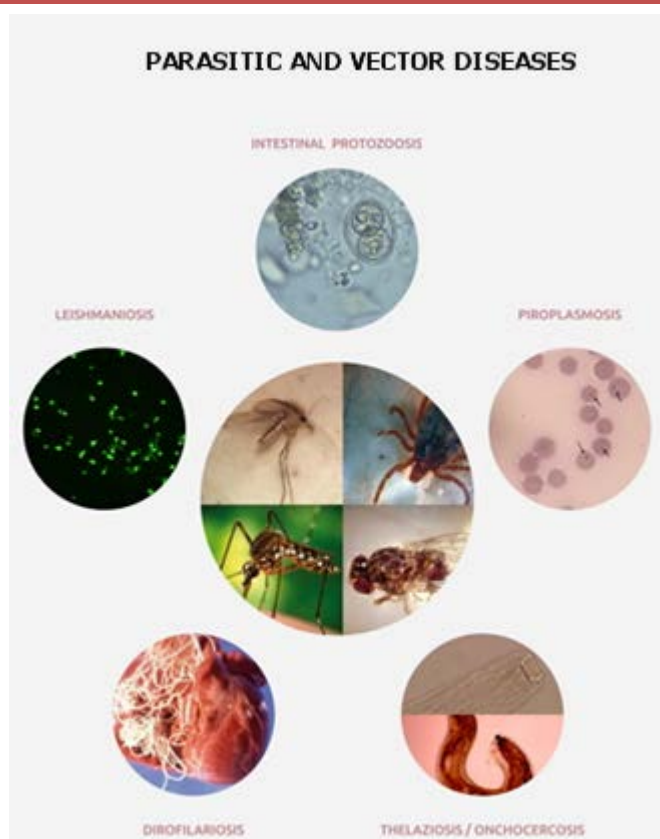 PARASITIC AND VECTOR DISEASES
INTESTINAL PROTOZOOSIS
LEISHMANIOSIS
PIROPLASMOSIS
DIROFILARIOSIS
THELAZIOSIS / ONCHOCERCOSIS